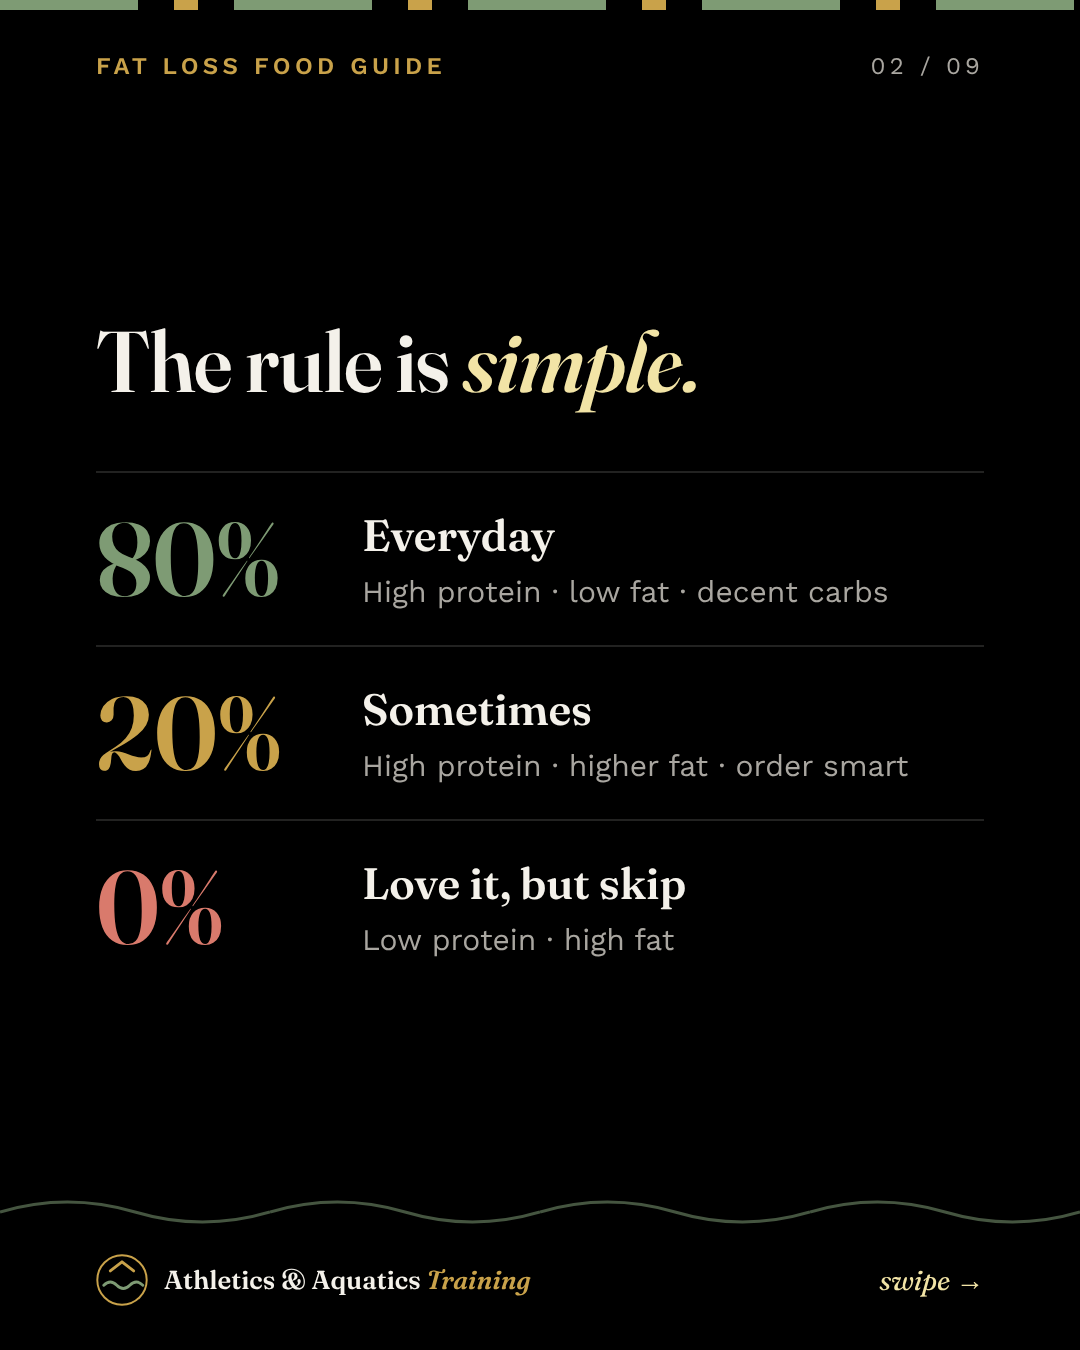 FAT LOSS FOOD GUIDE
02 / 09
The rule is simple.
80%
Everyday
High protein · low fat · decent carbs
20%
Sometimes
High protein · higher fat · order smart
0%
Love it, but skip
Low protein · high fat
Athletics & Aquatics Training
swipe →